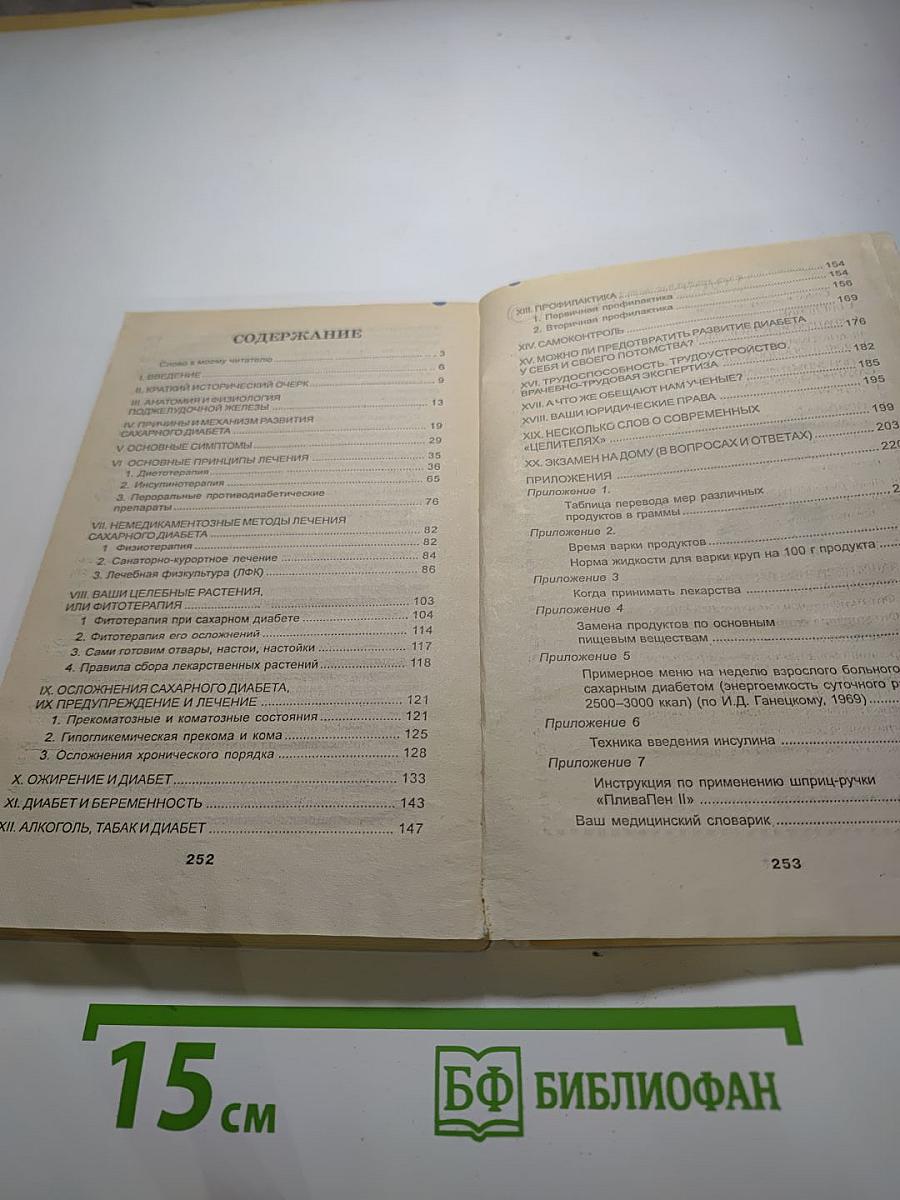 СОДЕРЖАНИЕ
Слово к моему читателю ........ 3
I. ВВЕДЕНИЕ ........ 6
II. КРАТКИЙ ИСТОРИЧЕСКИЙ ОЧЕРК ........ 9
III. АНАТОМИЯ И ФИЗИОЛОГИЯ
ПОДЖЕЛУДОЧНОЙ ЖЕЛЕЗЫ ........ 13
IV. ПРИЧИНЫ И МЕХАНИЗМ РАЗВИТИЯ
САХАРНОГО ДИАБЕТА ........ 19
V. ОСНОВНЫЕ СИМПТОМЫ ........ 29
VI. ОСНОВНЫЕ ПРИНЦИПЫ ЛЕЧЕНИЯ ........ 35
1. Диетотерапия ........ 36
2. Инсулинотерапия ........ 65
3. Пероральные противодиабетические
препараты ........ 76
VII. НЕМЕДИКАМЕНТОЗНЫЕ МЕТОДЫ ЛЕЧЕНИЯ
САХАРНОГО ДИАБЕТА ........ 82
1 Физиотерапия ........ 82
2. Санаторно-курортное лечение ........ 84
3. Лечебная физкультура (ЛФК) ........ 86
VIII. ВАШИ ЦЕЛЕБНЫЕ РАСТЕНИЯ,
ИЛИ ФИТОТЕРАПИЯ ........ 103
1 Фитотерапия при сахарном диабете ........ 104
2. Фитотерапия его осложнений ........ 114
3. Сами готовим отвары, настои, настойки ........ 117
4. Правила сбора лекарственных растений ........ 118
IX. ОСЛОЖНЕНИЯ САХАРНОГО ДИАБЕТА,
ИХ ПРЕДУПРЕЖДЕНИЕ И ЛЕЧЕНИЕ ........ 121
1. Прекоматозные и коматозные состояния ........ 121
2. Гипогликемическая прекома и кома ........ 125
3. Осложнения хронического порядка ........ 128
X. ОЖИРЕНИЕ И ДИАБЕТ ........ 133
XI. ДИАБЕТ И БЕРЕМЕННОСТЬ ........ 143
XII. АЛКОГОЛЬ, ТАБАК И ДИАБЕТ ........ 147
252
XIII. ПРОФИЛАКТИКА ........ 154
1. Первичная профилактика ........ 154
2. Вторичная профилактика ........ 156
XIV. САМОКОНТРОЛЬ ........ 169
XV. МОЖНО ЛИ ПРЕДОТВРАТИТЬ РАЗВИТИЕ ДИАБЕТА
У СЕБЯ И СВОЕГО ПОТОМСТВА? ........ 176
XVI. ТРУДОСПОСОБНОСТЬ, ТРУДОУСТРОЙСТВО,
ВРАЧЕБНО-ТРУДОВАЯ ЭКСПЕРТИЗА ........ 182
XVII. А ЧТО ЖЕ ОБЕЩАЮТ НАМ УЧЕНЫЕ? ........ 185
XVIII. ВАШИ ЮРИДИЧЕСКИЕ ПРАВА ........ 195
XIX. НЕСКОЛЬКО СЛОВ О СОВРЕМЕННЫХ
«ЦЕЛИТЕЛЯХ» ........ 199
XX. ЭКЗАМЕН НА ДОМУ (В ВОПРОСАХ И ОТВЕТАХ) ........ 203
ПРИЛОЖЕНИЯ ........ 220
Приложение 1.
Таблица перевода мер различных
продуктов в граммы ........ 2
Приложение 2.
Время варки продуктов ........
Норма жидкости для варки круп на 100 г продукта ........
Приложение 3
Когда принимать лекарства ........
Приложение 4
Замена продуктов по основным
пищевым веществам ........
Приложение 5
Примерное меню на неделю взрослого больного
сахарным диабетом (энергоемкость суточного р
2500–3000 ккал) (по И.Д. Ганецкому, 1969) ........
Приложение 6
Техника введения инсулина ........
Приложение 7
Инструкция по применению шприц-ручки
«ПливаПен II» ........
Ваш медицинский словарик ........
253
15 см
БФ БИБЛИОФАН